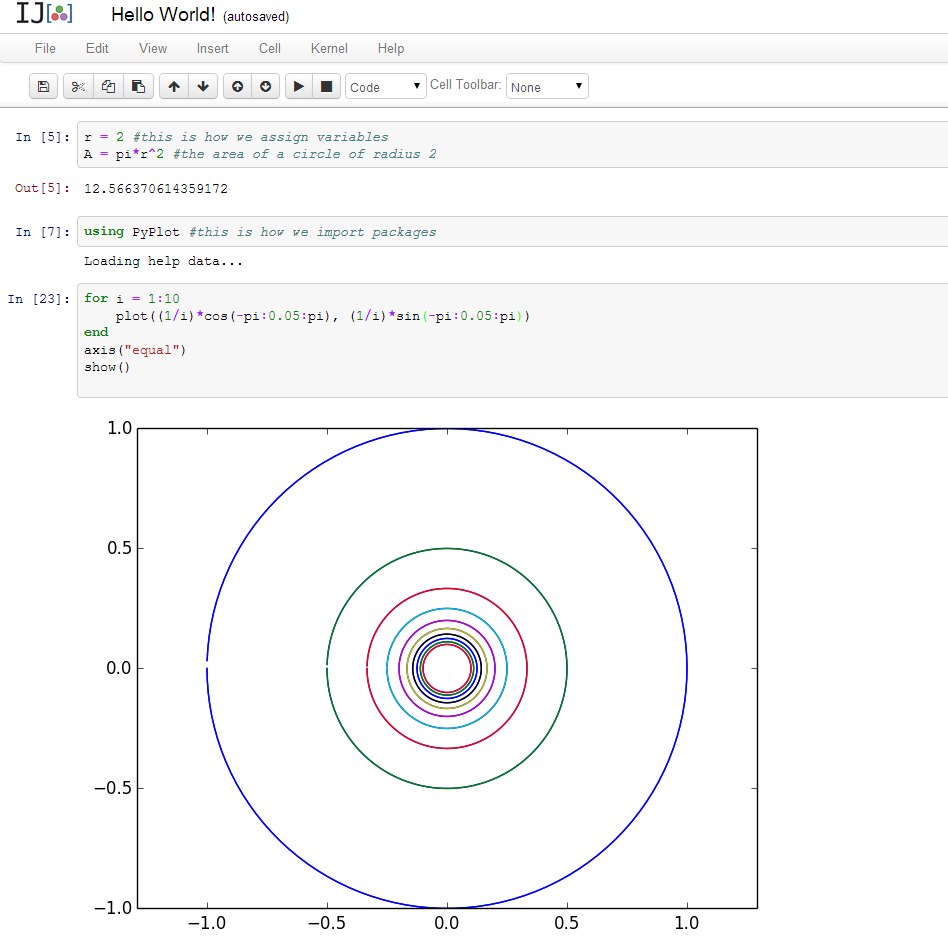 IJ[]
Hello World! (autosaved)
File Edit View Insert Cell Kernel Help
Code Cell Toolbar: None
In [5]: r = 2 #this is how we assign variables
A = pi*r^2 #the area of a circle of radius 2
Out[5]: 12.566370614359172
In [7]: using PyPlot #this is how we import packages
Loading help data...
In [23]: for i = 1:10
plot((1/i)*cos(-pi:0.05:pi), (1/i)*sin(-pi:0.05:pi))
end
axis("equal")
show()
1.0
0.5
0.0
−0.5
−1.0
−1.0 −0.5 0.0 0.5 1.0